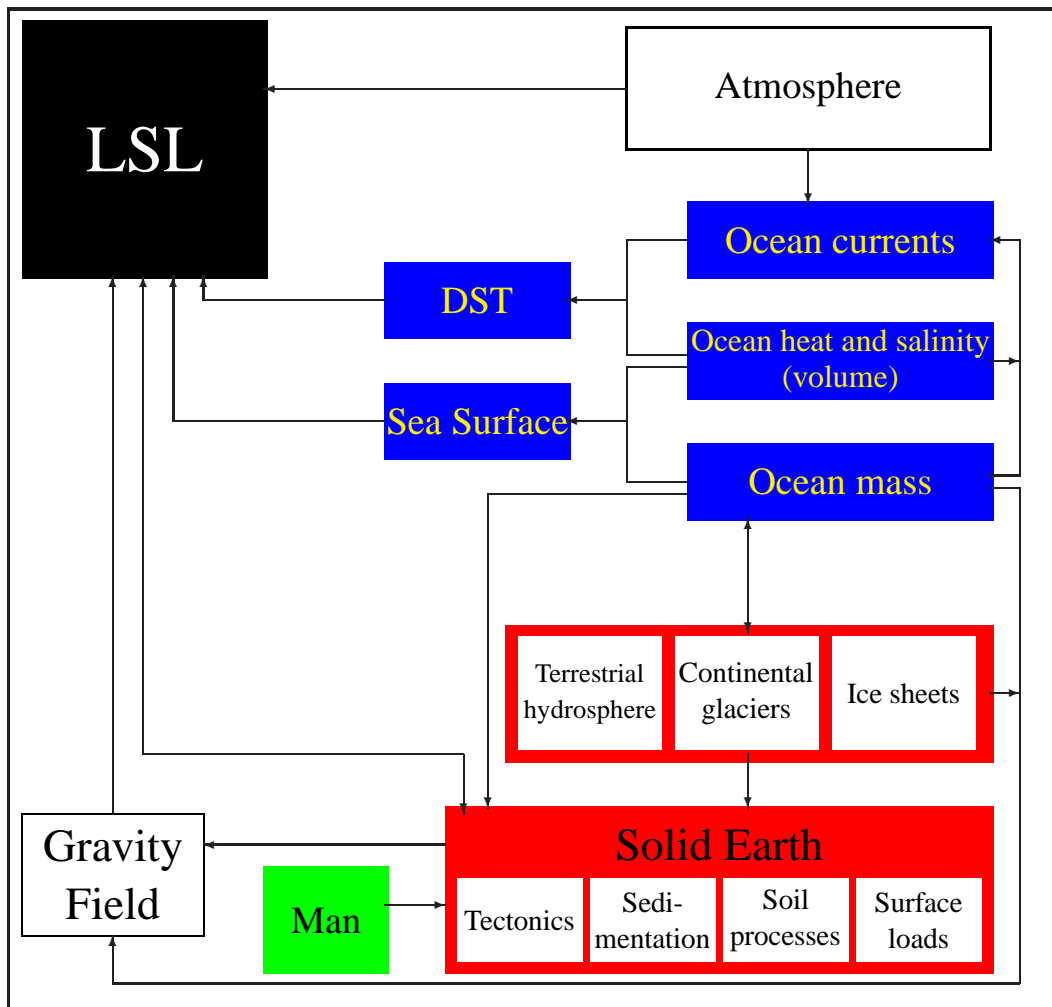 LSL
Atmosphere
Ocean currents
DST
Ocean heat and salinity
(volume)
Sea Surface
Ocean mass
Terrestrial
hydrosphere
Continental
glaciers
Ice sheets
Solid Earth
Gravity
Field
Man
Tectonics
Sedi-
mentation
Soil
processes
Surface
loads